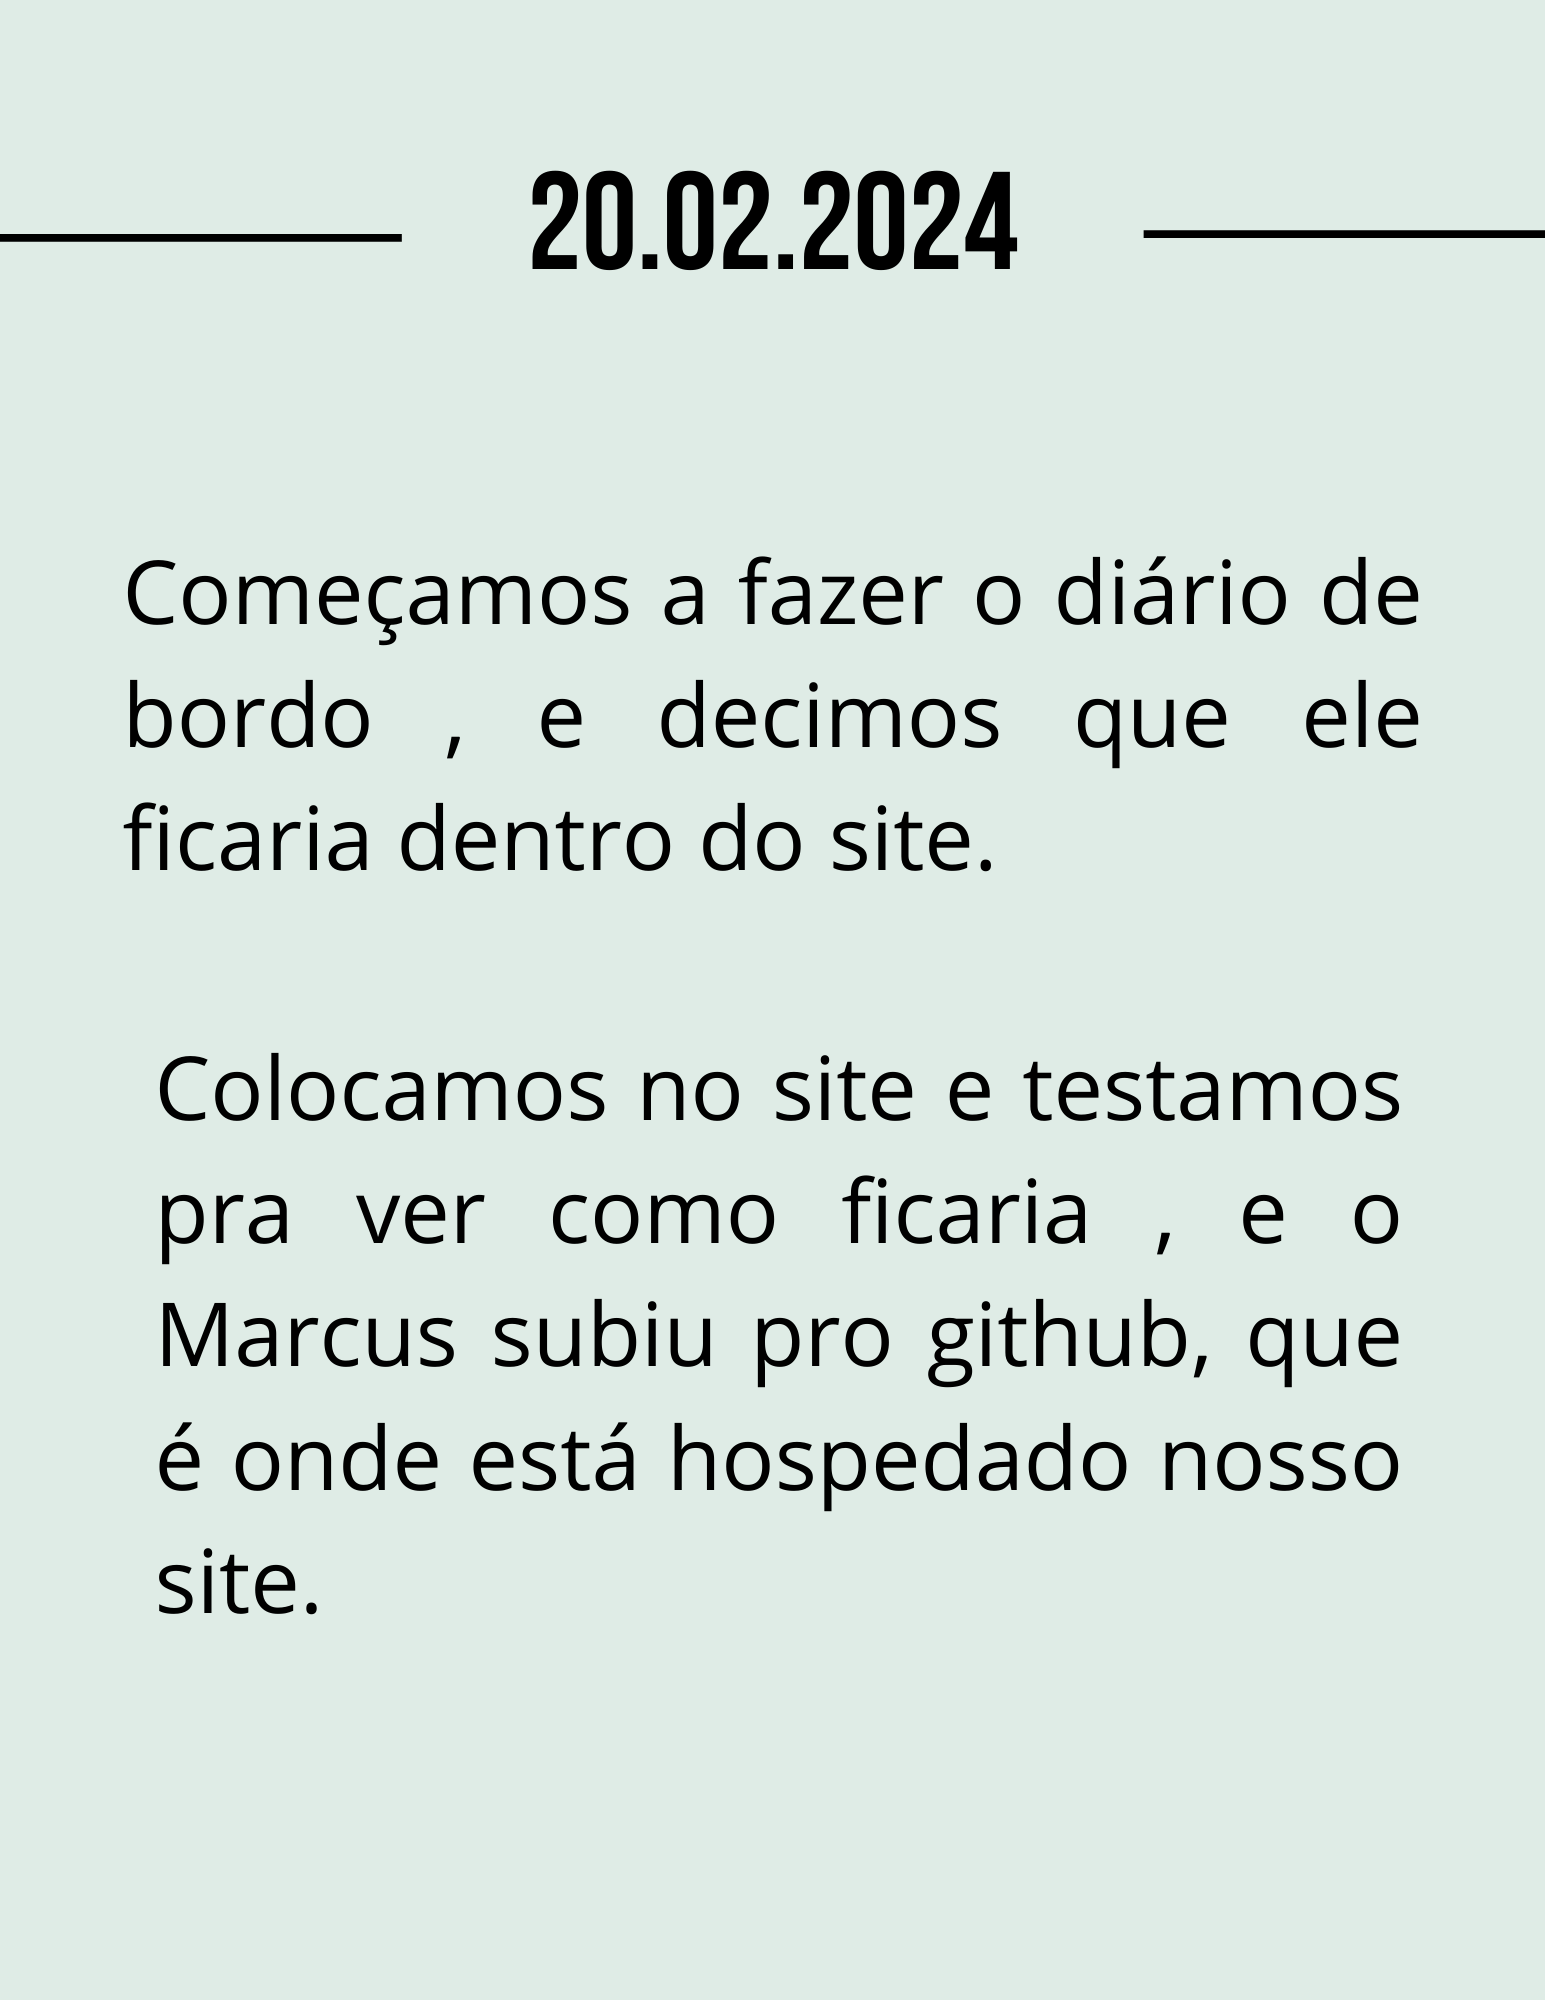 20.02.2024
Começamos a fazer o diário de
bordo , e decimos que ele
ficaria dentro do site.
Colocamos no site e testamos
pra ver como ficaria , e o
Marcus subiu pro github, que
é onde está hospedado nosso
site.